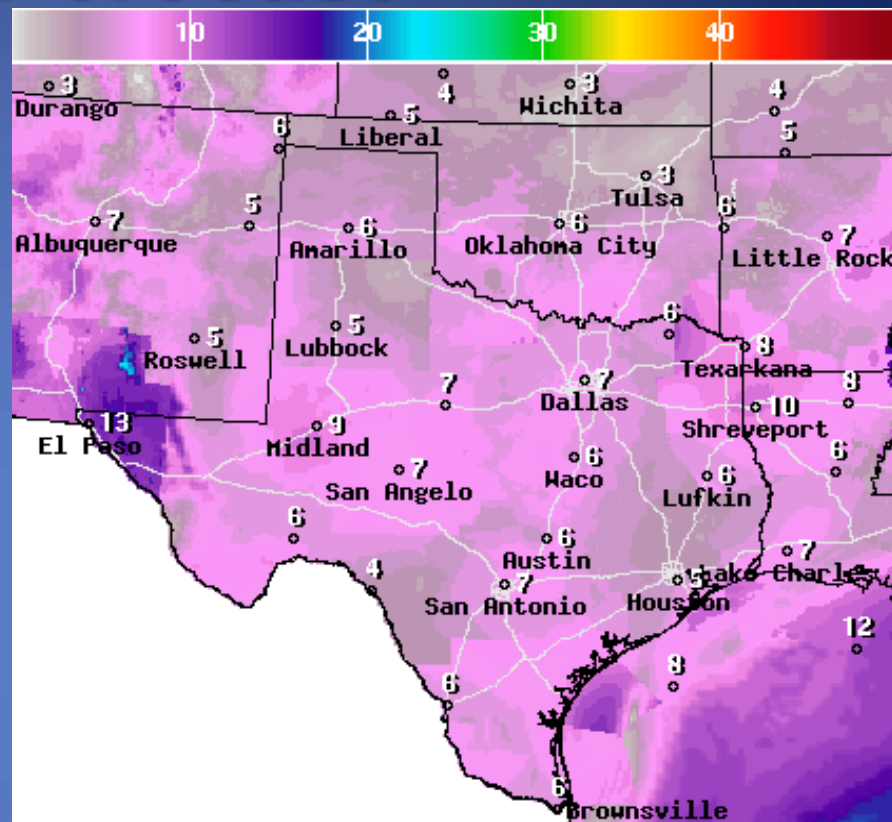 10 20 30 40
3 4 3 4
Durango Wichita
5
Liberal
6 5
3
Tulsa
7 5 6 6 6 7
Albuquerque Amarillo Oklahoma City Little Rock
5 5 6 8
Roswell Lubbock Texarkana
7 7 8
Dallas
10
13 9 Shreveport
El Paso Midland
7 6 6 6
San Angelo Waco Lufkin
6 6 7
Austin
4 7 5 Lake Charles
San Antonio Houston
12
8
6
6
Brownsville